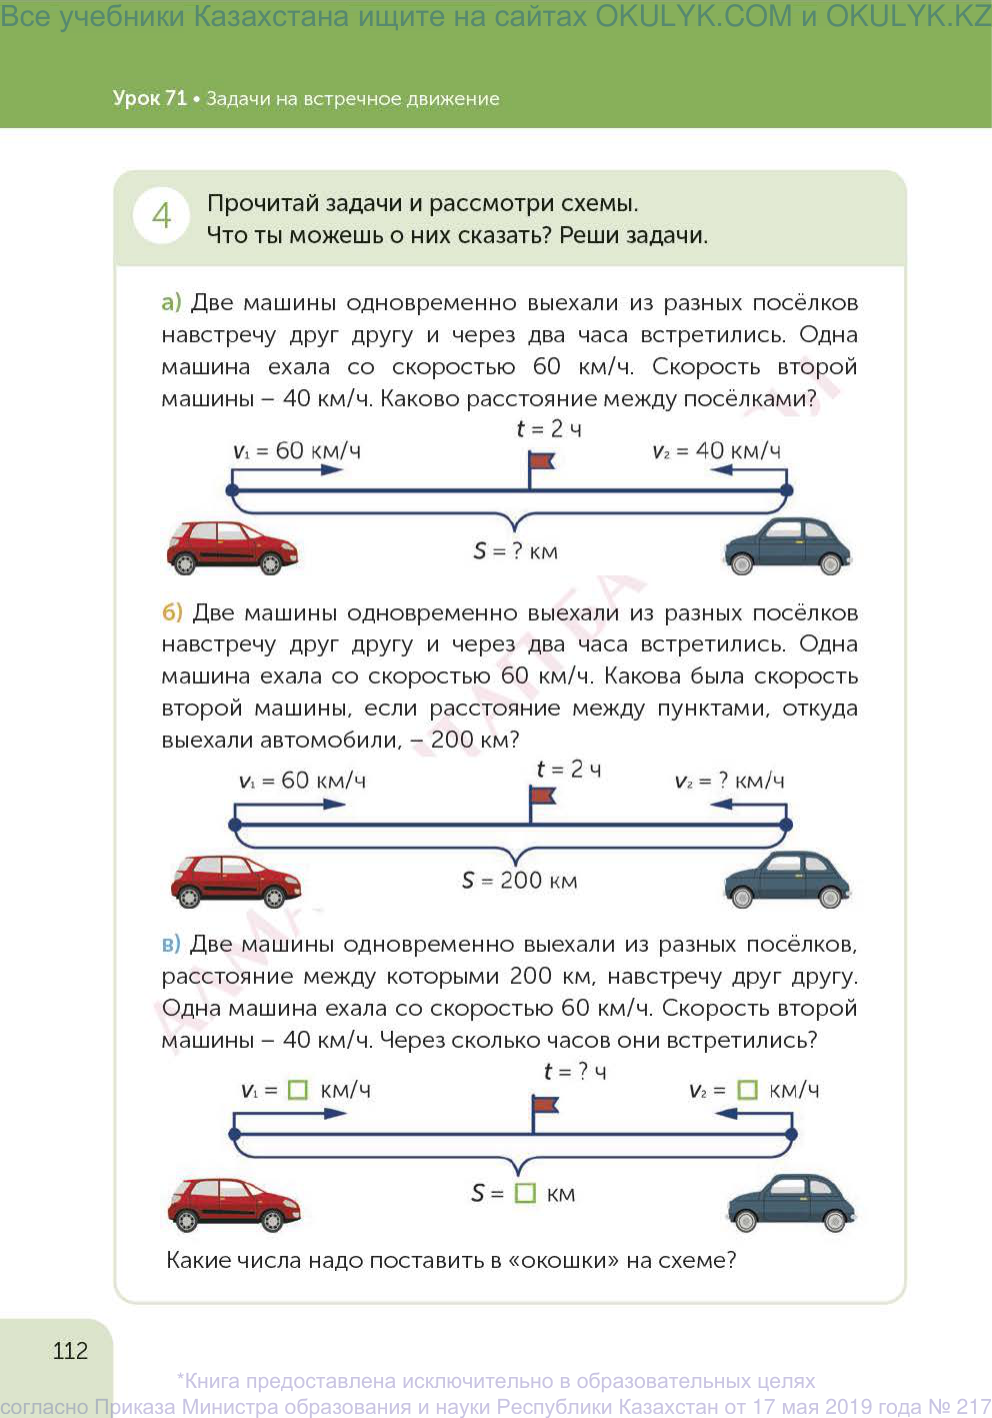 Все учебники Казахстана ищите на сайтах OKULYK.COM и OKULYK.KZ
Урок 71 • Задачи на встречное движение
4
Прочитай задачи и рассмотри схемы.
Что ты можешь о них сказать? Реши задачи.
а) Две машины одновременно выехали из разных посёлков
навстречу друг другу и через два часа встретились. Одна
машина ехала со скоростью 60 км/ч. Скорость второй
машины – 40 км/ч. Каково расстояние между посёлками?
t = 2 ч
v₁ = 60 км/ч
v₂ = 40 км/ч
S = ? км
б) Две машины одновременно выехали из разных посёлков
навстречу друг другу и через два часа встретились. Одна
машина ехала со скоростью 60 км/ч. Какова была скорость
второй машины, если расстояние между пунктами, откуда
выехали автомобили, – 200 км?
t = 2 ч
v₁ = 60 км/ч
v₂ = ? км/ч
S = 200 км
в) Две машины одновременно выехали из разных посёлков,
расстояние между которыми 200 км, навстречу друг другу.
Одна машина ехала со скоростью 60 км/ч. Скорость второй
машины – 40 км/ч. Через сколько часов они встретились?
t = ? ч
v₁ = □ км/ч
v₂ = □ км/ч
S = □ км
Какие числа надо поставить в «окошки» на схеме?
112
*Книга предоставлена исключительно в образовательных целях
согласно Приказа Министра образования и науки Республики Казахстан от 17 мая 2019 года № 217